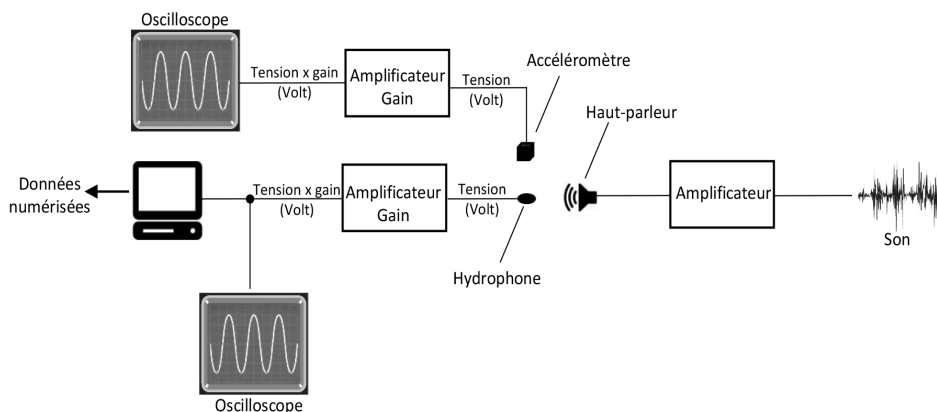 Oscilloscope
Tension x gain
(Volt)
Amplificateur
Gain
Tension
(Volt)
Accéléromètre
Haut-parleur
Données
numérisées
Tension x gain
(Volt)
Amplificateur
Gain
Tension
(Volt)
Amplificateur
Son
Hydrophone
Oscilloscope